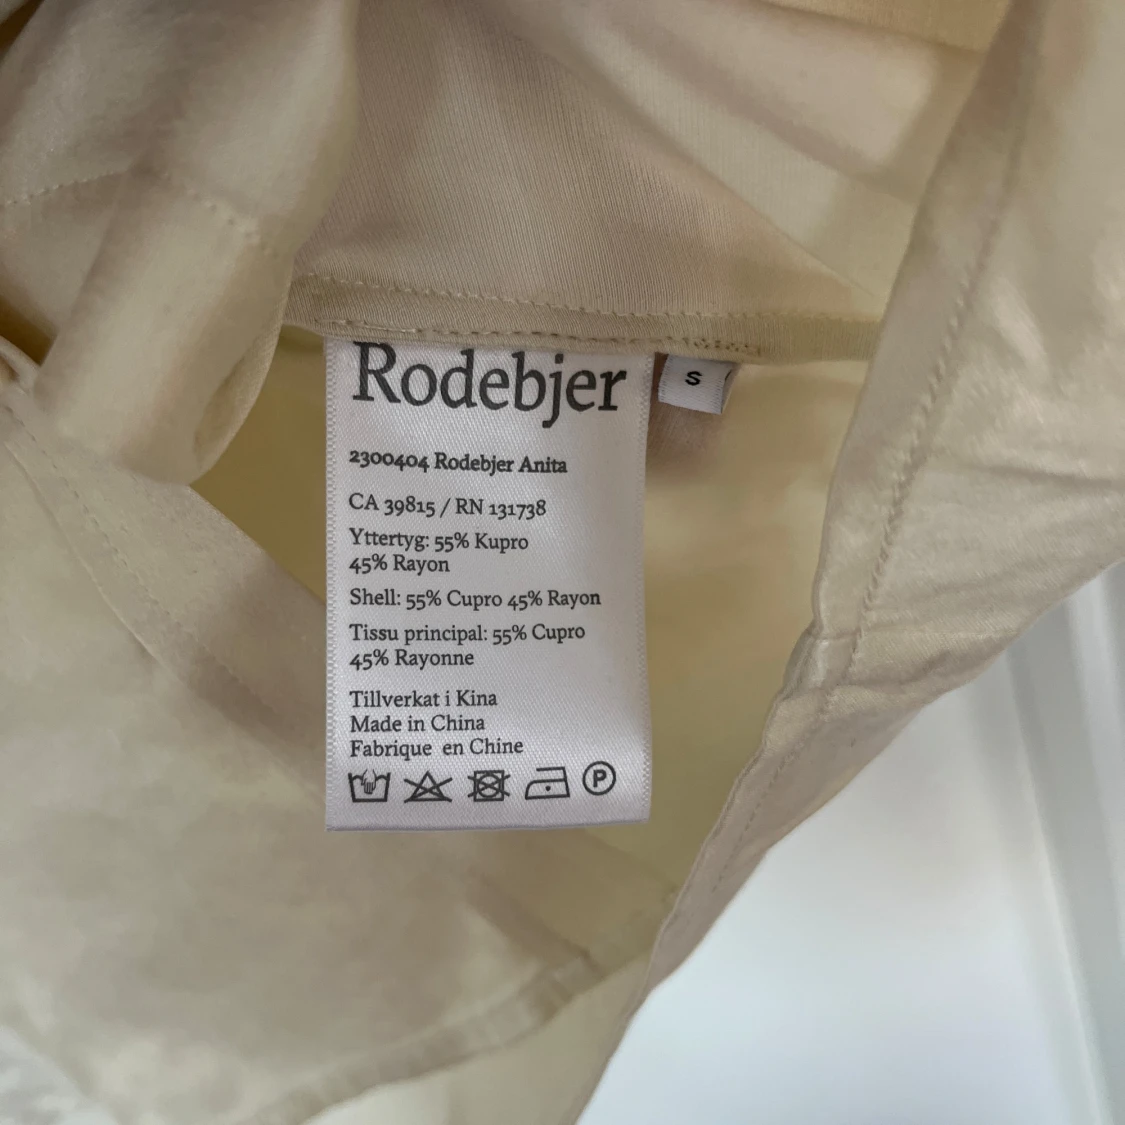 Rodebjer
S
2300404 Rodebjer Anita
CA 39815 / RN 131738
Yttertyg: 55% Kupro
45% Rayon
Shell: 55% Cupro 45% Rayon
Tissu principal: 55% Cupro
45% Rayonne
Tillverkat i Kina
Made in China
Fabrique en Chine
P